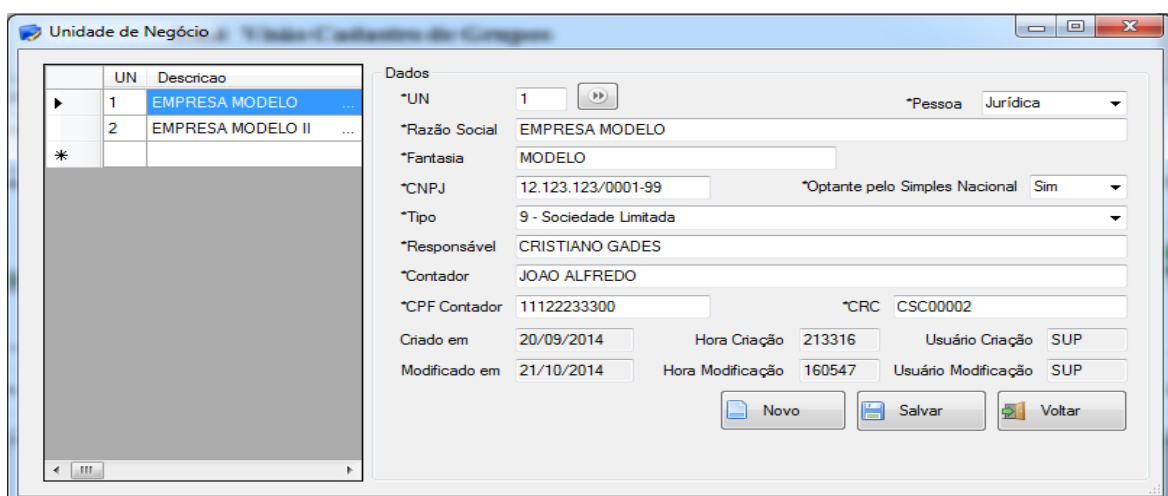 Unidade de Negócio
UN Descricao
1 EMPRESA MODELO ...
2 EMPRESA MODELO II ...
Dados
*UN 1 *Pessoa Jurídica
*Razão Social EMPRESA MODELO
*Fantasia MODELO
*CNPJ 12.123.123/0001-99 *Optante pelo Simples Nacional Sim
*Tipo 9 - Sociedade Limitada
*Responsável CRISTIANO GADES
*Contador JOAO ALFREDO
*CPF Contador 11122233300 *CRC CSC00002
Criado em 20/09/2014 Hora Criação 213316 Usuário Criação SUP
Modificado em 21/10/2014 Hora Modificação 160547 Usuário Modificação SUP
Novo Salvar Voltar